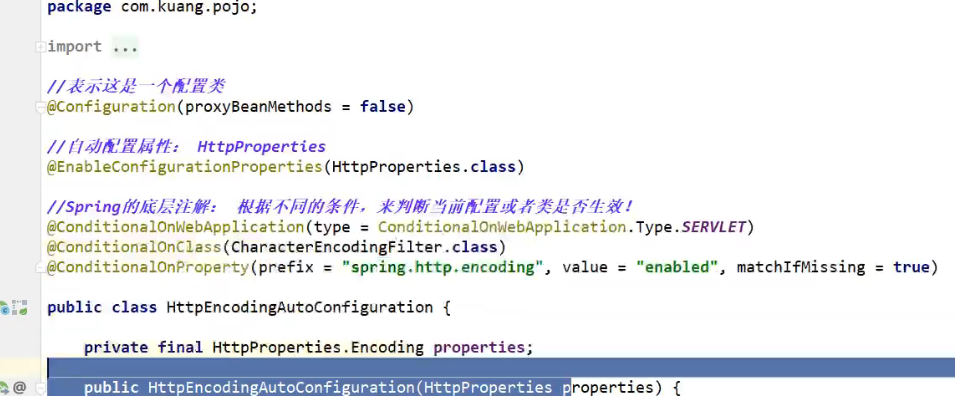 package com.kuang.pojo;
import ...
//表示这是一个配置类
@Configuration(proxyBeanMethods = false)
//自动配置属性： HttpProperties
@EnableConfigurationProperties(HttpProperties.class)
//Spring的底层注解： 根据不同的条件，来判断当前配置或者类是否生效！
@ConditionalOnWebApplication(type = ConditionalOnWebApplication.Type.SERVLET)
@ConditionalOnClass(CharacterEncodingFilter.class)
@ConditionalOnProperty(prefix = "spring.http.encoding", value = "enabled", matchIfMissing = true)
public class HttpEncodingAutoConfiguration {
private final HttpProperties.Encoding properties;
public HttpEncodingAutoConfiguration(HttpProperties properties) {